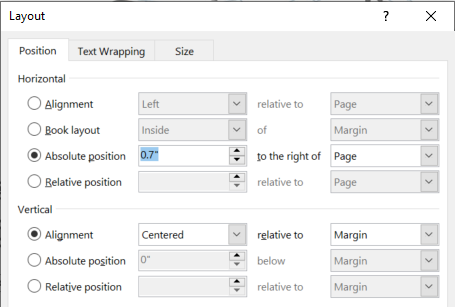 Layout ? ×
Position Text Wrapping Size
Horizontal
Alignment Left relative to Page
Book layout Inside of Margin
Absolute position 0.7" to the right of Page
Relative position relative to Page
Vertical
Alignment Centered relative to Margin
Absolute position 0" below Margin
Relative position relative to Margin